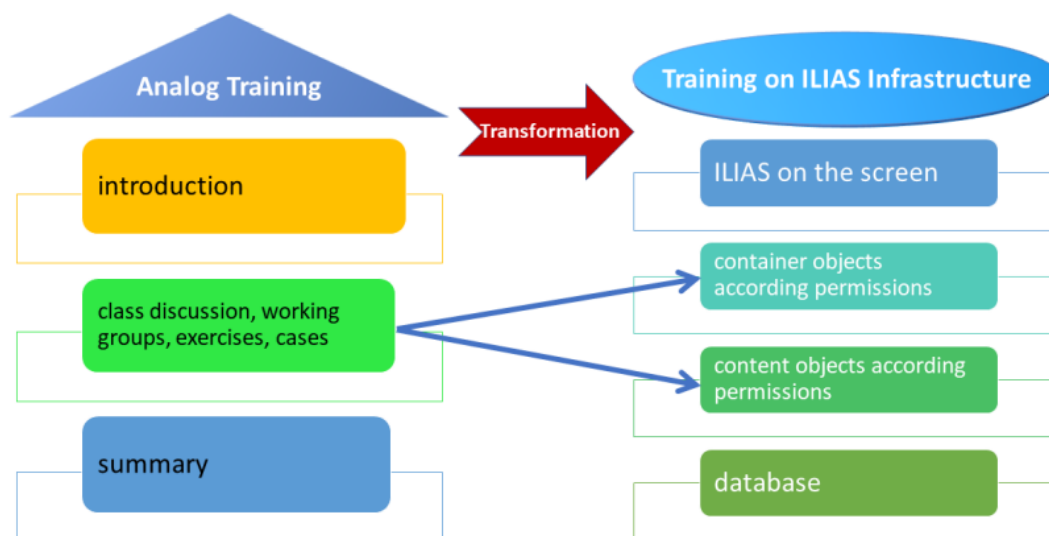 Analog Training
Transformation
Training on ILIAS Infrastructure
introduction
class discussion, working
groups, exercises, cases
summary
ILIAS on the screen
container objects
according permissions
content objects according
permissions
database